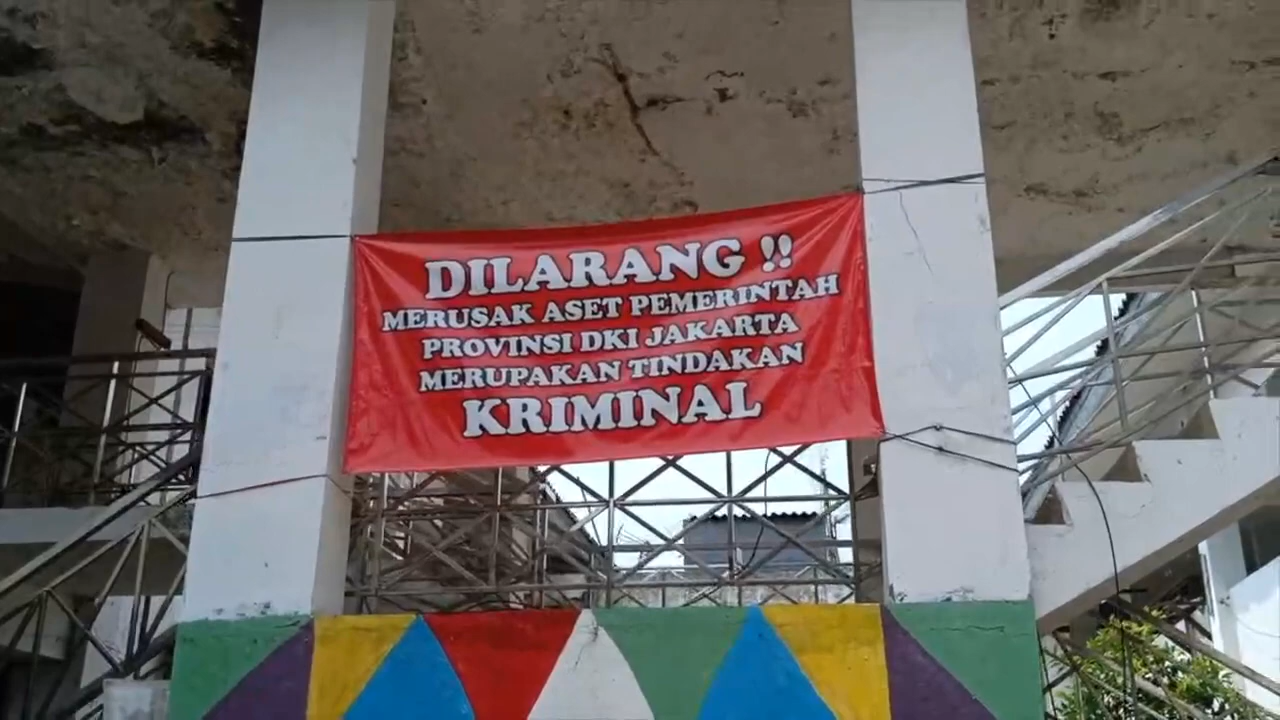 DILARANG !!
MERUSAK ASET PEMERINTAH
PROVINSI DKI JAKARTA
MERUPAKAN TINDAKAN
KRIMINAL